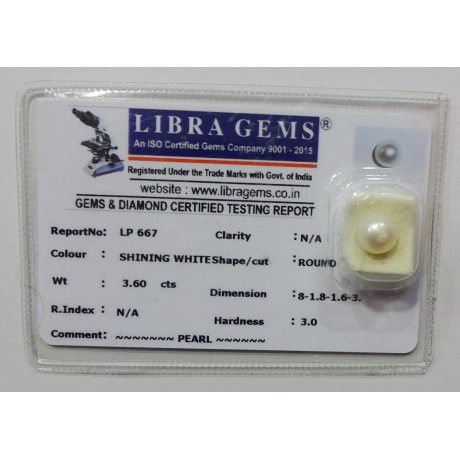 LIBRA GEMS®
An ISO Certified Gems Company 9001 - 2015
Registered Under the Trade Marks with Govt. of India
website : www.libragems.co.in
GEMS & DIAMOND CERTIFIED TESTING REPORT
ReportNo: LP 667 Clarity : N/A
Colour : SHINING WHITE Shape/cut : ROUND
Wt : 3.60 cts Dimension : 8-1.8-1.6-3.
R.Index : N/A Hardness : 3.0
Comment: ~~~~~~~ PEARL ~~~~~~~